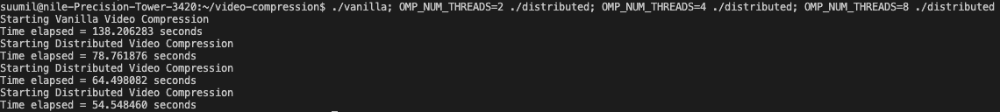 suumil@nile-Precision-Tower-3420:~/video-compression$ ./vanilla; OMP_NUM_THREADS=2 ./distributed; OMP_NUM_THREADS=4 ./distributed; OMP_NUM_THREADS=8 ./distributed
Starting Vanilla Video Compression
Time elapsed = 138.206283 seconds
Starting Distributed Video Compression
Time elapsed = 78.761876 seconds
Starting Distributed Video Compression
Time elapsed = 64.498082 seconds
Starting Distributed Video Compression
Time elapsed = 54.548460 seconds